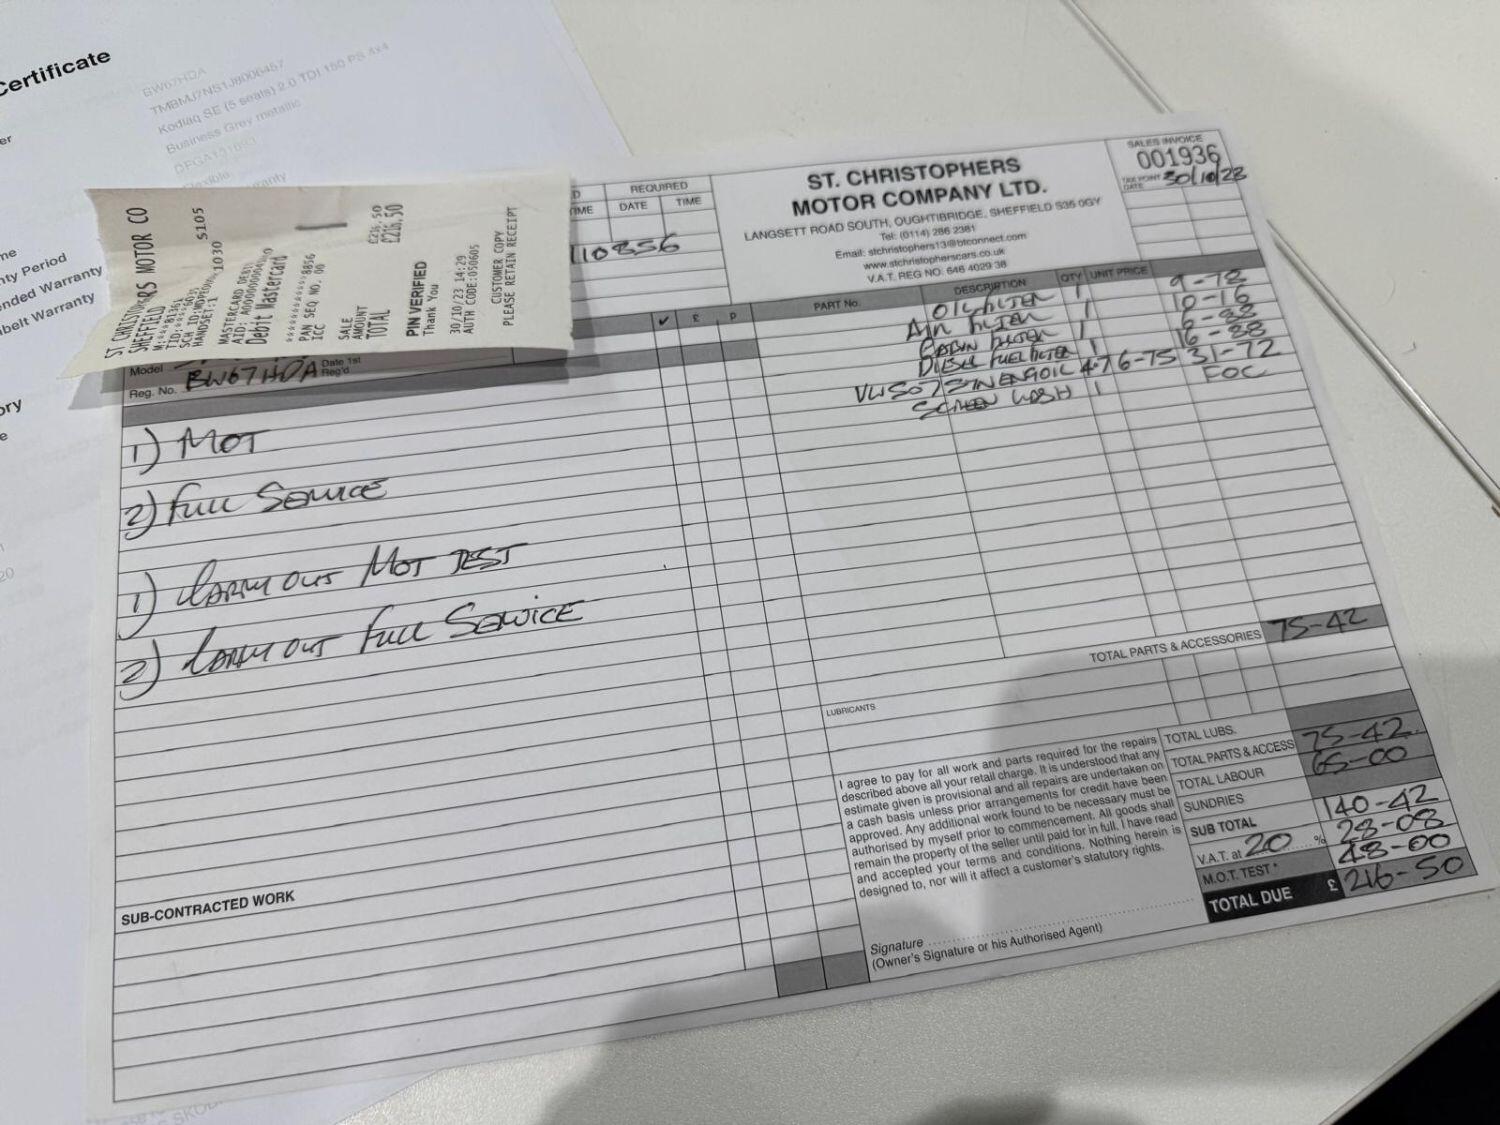 Certificate
BW67HDA
TMBMJ7NS1J8006457
Kodiaq SE (5 seats) 2.0 TDI 150 PS 4x4
Business Grey metallic
Flexible
nty Period
nded Warranty
belt Warranty
ST CHRISTOPHERS MOTOR CO
SHEFFIELD
HANDSET:1
1030
5105
MASTERCARD DEBIT
Debit Mastercard
PAN SEQ NO. 00
ICC
SALE
AMOUNT £216.50
TOTAL £216.50
PIN VERIFIED
Thank You
30/10/23 14:29
AUTH CODE:050605
CUSTOMER COPY
PLEASE RETAIN RECEIPT
REQUIRED
TIME DATE TIME
110856
ST. CHRISTOPHERS
MOTOR COMPANY LTD.
LANGSETT ROAD SOUTH, OUGHTIBRIDGE, SHEFFIELD S35 0GY
Tel: (0114) 286 2381
Email: stchristophers13@btconnect.com
www.stchristopherscars.co.uk
V.A.T. REG NO. 646 4029 38
SALES INVOICE
001936
TAX POINT DATE 30/10/23
Model
Reg. No. BW67HDA Date 1st Reg'd
✓ £ P
PART No. DESCRIPTION QTY UNIT PRICE
OIL FILTER 1 9-78
AIR FILTER 1 10-16
CABIN FILTER 1 6-88
DIESEL FUEL FILTER 1 16-88
VW507 SYN ENG OIL 4.7 6-75 31-72
SCREEN WASH 1 FOC
1) MOT
2) FULL SERVICE
1) CARRY OUT MOT TEST
2) CARRY OUT FULL SERVICE
SUB-CONTRACTED WORK
TOTAL PARTS & ACCESSORIES 75-42
LUBRICANTS
I agree to pay for all work and parts required for the repairs
described above all your retail charge. It is understood that any
estimate given is provisional and all repairs are undertaken on
a cash basis unless prior arrangements for credit have been
approved. Any additional work found to be necessary must be
authorised by myself prior to commencement. All goods shall
remain the property of the seller until paid for in full. I have read
and accepted your terms and conditions. Nothing herein is
designed to, nor will it affect a customer's statutory rights.
Signature
(Owner's Signature or his Authorised Agent)
TOTAL LUBS.
TOTAL PARTS & ACCESS 75-42
TOTAL LABOUR 65-00
SUNDRIES
SUB TOTAL 140-42
V.A.T. at 20 % 28-08
M.O.T. TEST * 48-00
TOTAL DUE £ 216-50